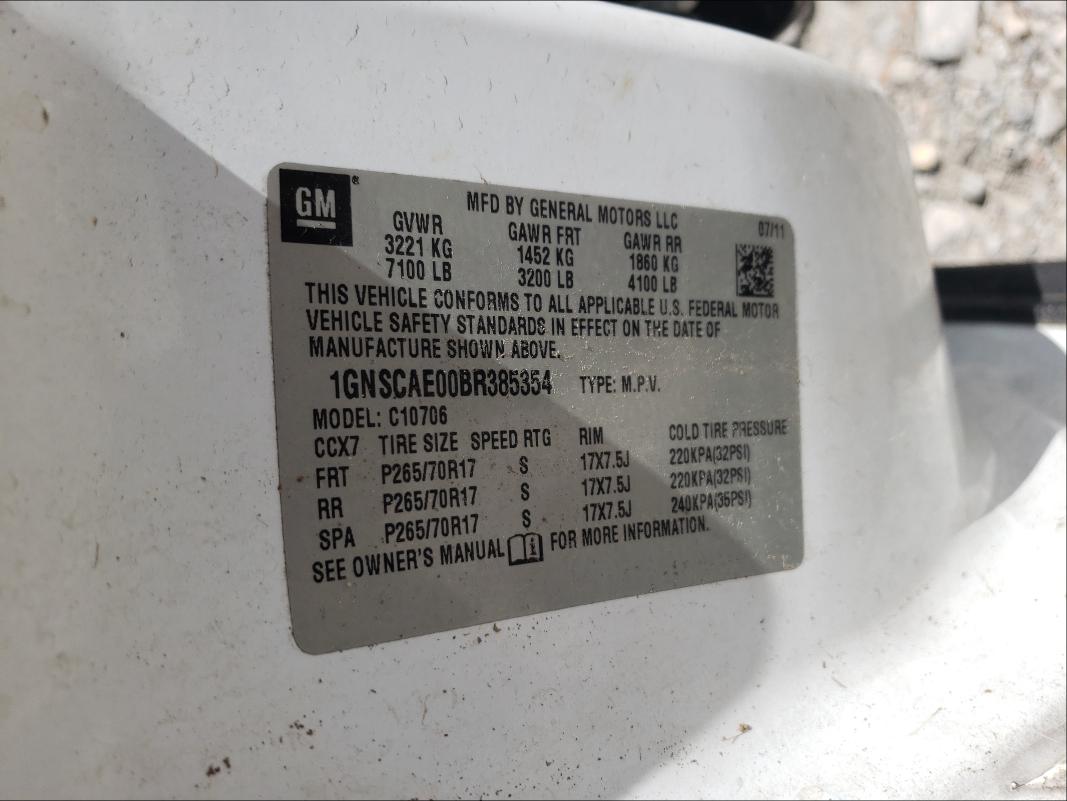 GM ®
MFD BY GENERAL MOTORS LLC 07/11
GVWR GAWR FRT GAWR RR
3221 KG 1452 KG 1860 KG
7100 LB 3200 LB 4100 LB
THIS VEHICLE CONFORMS TO ALL APPLICABLE U.S. FEDERAL MOTOR
VEHICLE SAFETY STANDARDS IN EFFECT ON THE DATE OF
MANUFACTURE SHOWN ABOVE.
1GNSCAE00BR385354 TYPE: M.P.V.
MODEL: C10706
CCX7 TIRE SIZE SPEED RTG RIM COLD TIRE PRESSURE
FRT P265/70R17 S 17X7.5J 220KPA(32PSI)
RR P265/70R17 S 17X7.5J 220KPA(32PSI)
SPA P265/70R17 S 17X7.5J 240KPA(35PSI)
SEE OWNER'S MANUAL FOR MORE INFORMATION.